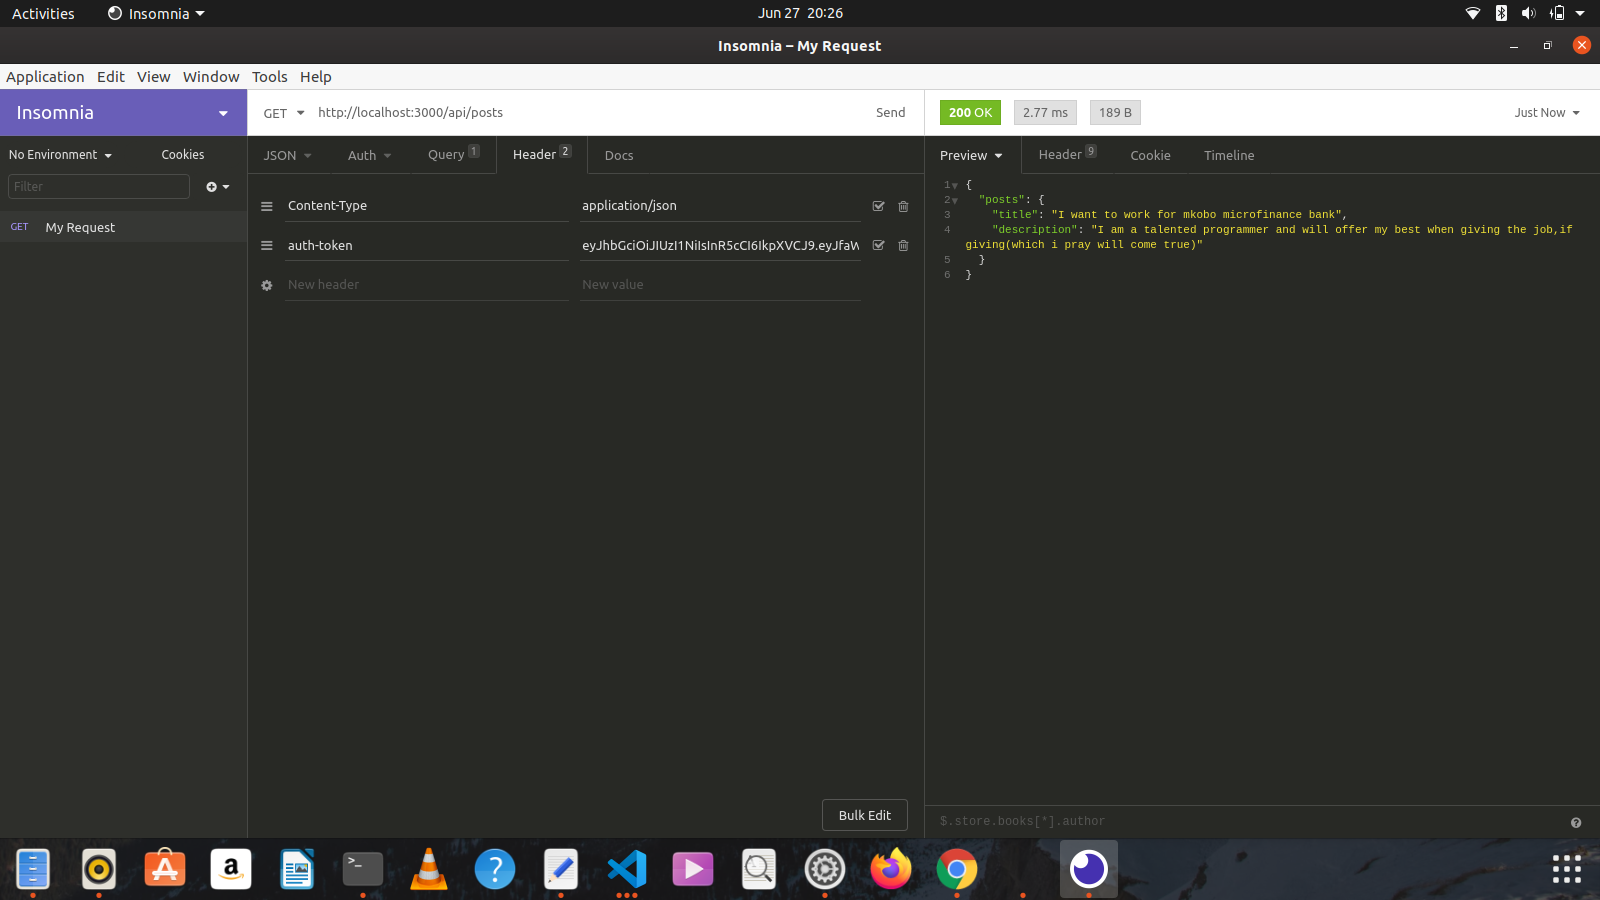 Activities Insomnia Jun 27 20:26
Insomnia – My Request
Application Edit View Window Tools Help
Insomnia GET http://localhost:3000/api/posts Send 200 OK 2.77 ms 189 B Just Now
No Environment Cookies JSON Auth Query 1 Header 2 Docs Preview Header 9 Cookie Timeline
Filter
GET My Request
Content-Type application/json
auth-token eyJhbGciOiJIUzI1NiIsInR5cCI6IkpXVCJ9.eyJfaW
New header New value
1 {
2 "posts": {
3 "title": "I want to work for mkobo microfinance bank",
4 "description": "I am a talented programmer and will offer my best when giving the job,if
giving(which i pray will come true)"
5 }
6 }
Bulk Edit
$.store.books[*].author